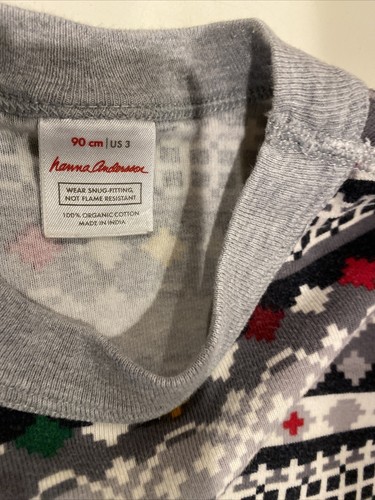 90 cm | US 3
hanna andersson
WEAR SNUG-FITTING,
NOT FLAME RESISTANT
100% ORGANIC COTTON
MADE IN INDIA